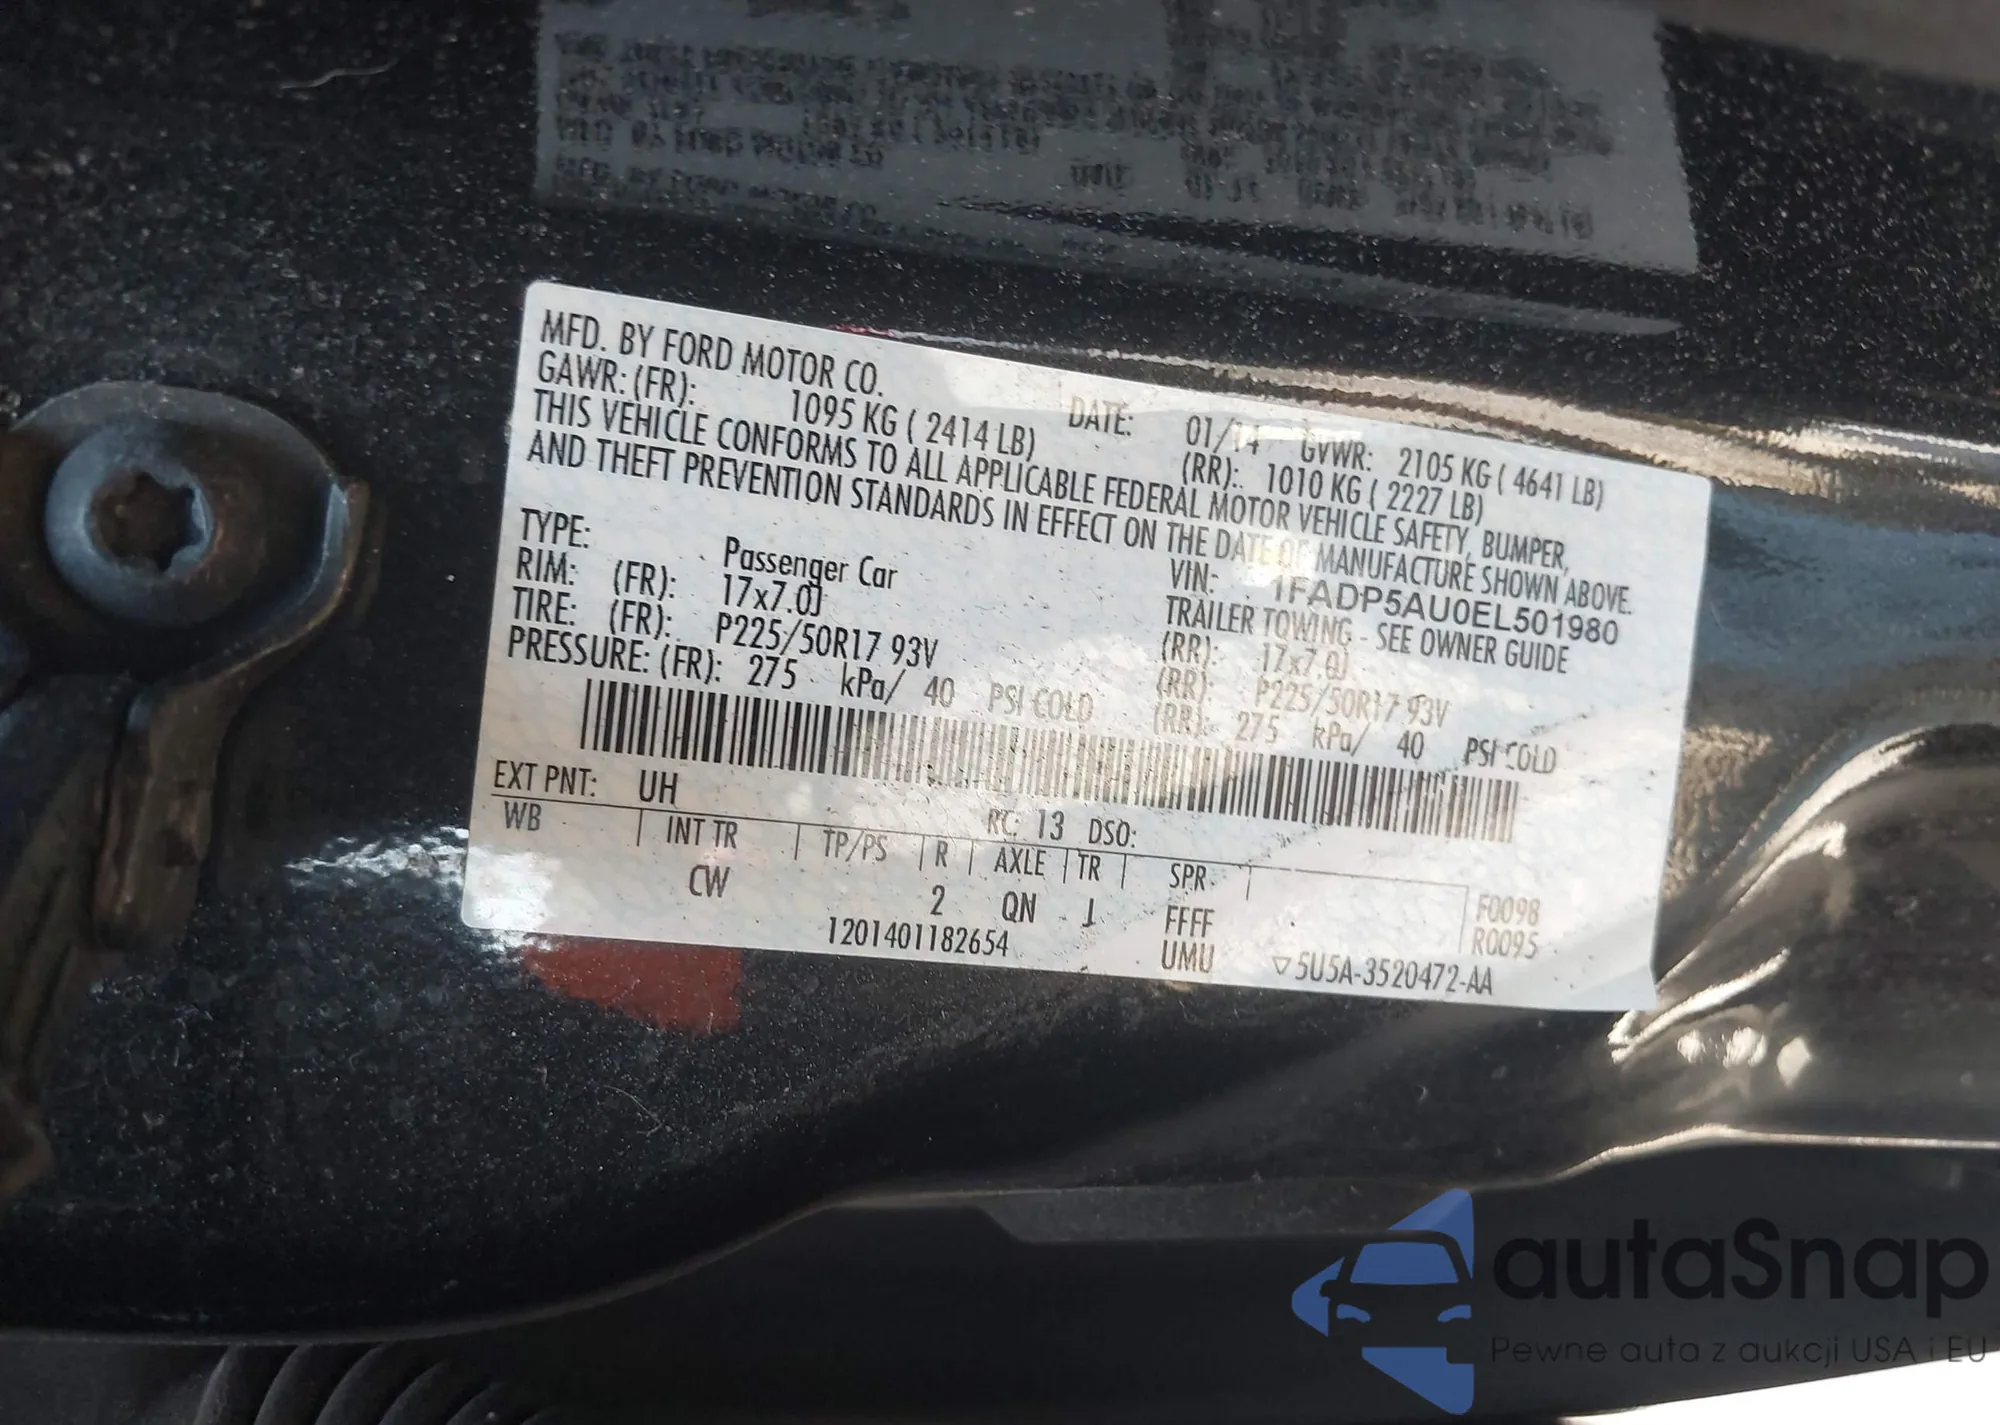 MFD. BY FORD MOTOR CO. DATE: 01/14 GVWR: 2105 KG ( 4641 LB)
GAWR: (FR): 1095 KG ( 2414 LB) (RR): 1010 KG ( 2227 LB)
THIS VEHICLE CONFORMS TO ALL APPLICABLE FEDERAL MOTOR VEHICLE SAFETY, BUMPER,
AND THEFT PREVENTION STANDARDS IN EFFECT ON THE DATE OF MANUFACTURE SHOWN ABOVE.
VIN: 1FADP5AU0EL501980
TYPE: Passenger Car TRAILER TOWING - SEE OWNER GUIDE
RIM: (FR): 17x7.0J (RR): 17x7.0J
TIRE: (FR): P225/50R17 93V (RR): P225/50R17 93V
PRESSURE: (FR): 275 kPa/ 40 PSI COLD (RR): 275 kPa/ 40 PSI COLD
EXT PNT: UH RC: 13 DSO:
WB INT TR TP/PS R AXLE TR SPR
CW 2 QN J FFFF F0098
UMU R0095
1201401182654 ▽5U5A-3520472-AA
autaSnap
Pewne auta z aukcji USA i EU